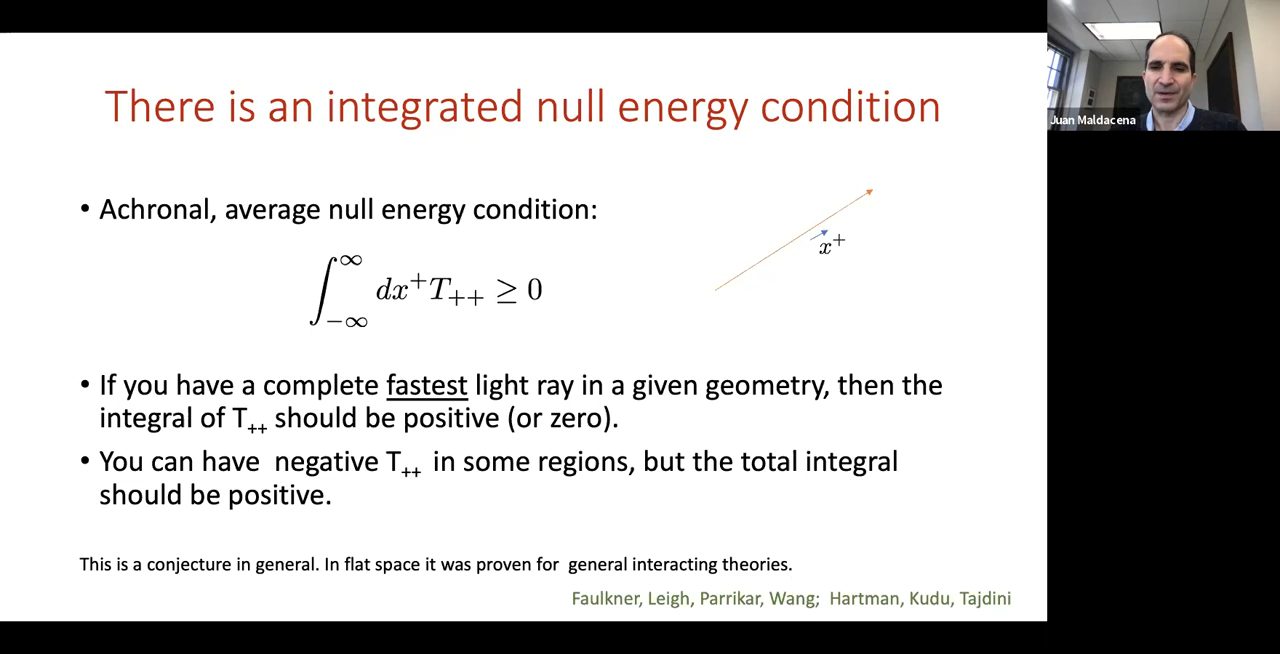 There is an integrated null energy condition
Juan Maldacena
• Achronal, average null energy condition:
∫_{-∞}^{∞} dx⁺T₊₊ ≥ 0
x⁺
• If you have a complete fastest light ray in a given geometry, then the
integral of T₊₊ should be positive (or zero).
• You can have negative T₊₊ in some regions, but the total integral
should be positive.
This is a conjecture in general. In flat space it was proven for general interacting theories.
Faulkner, Leigh, Parrikar, Wang; Hartman, Kudu, Tajdini